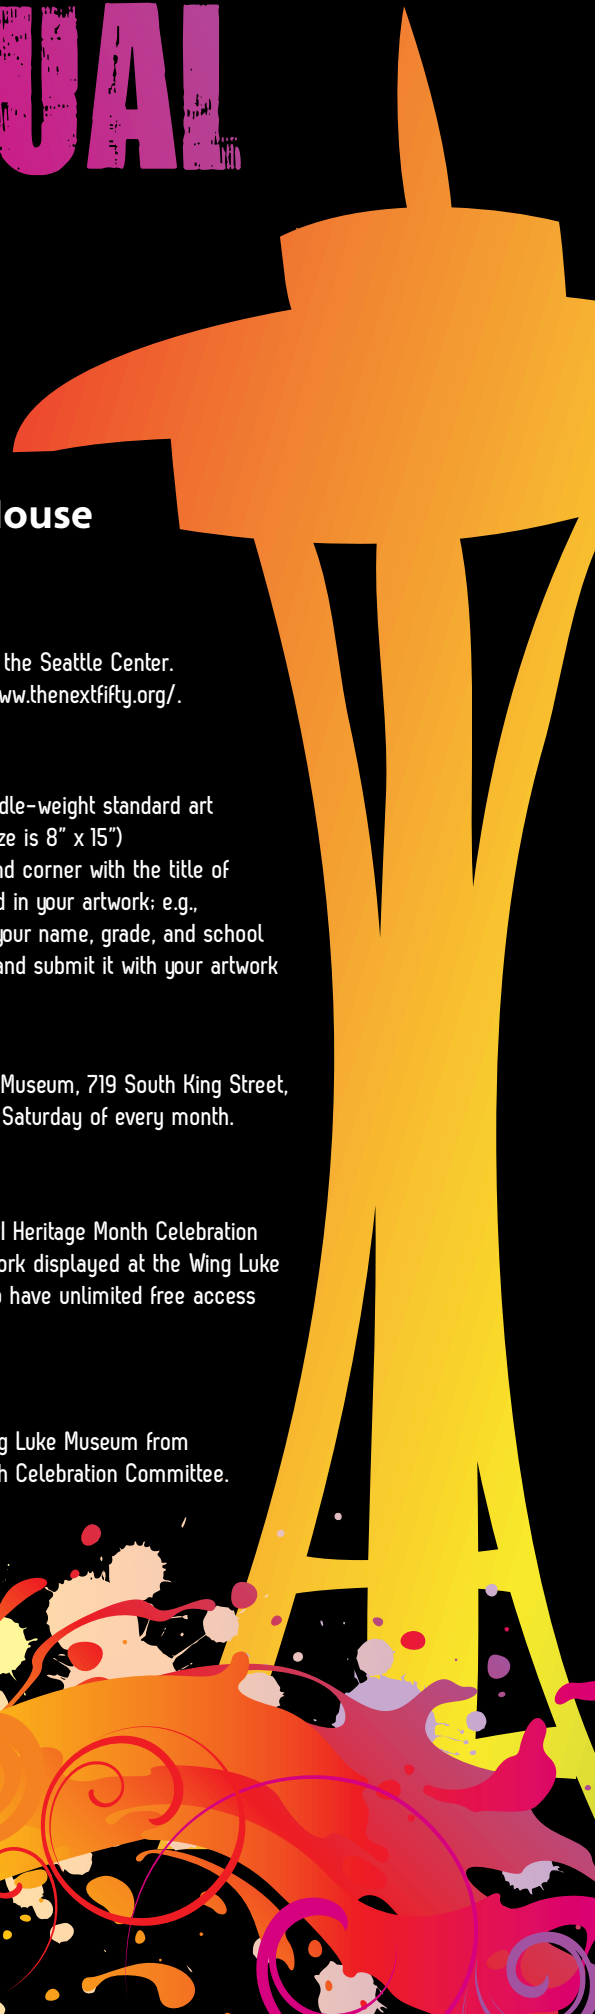 UAL
House
the Seattle Center.
ww.thenextfifty.org/.
dle-weight standard art
ze is 8” x 15”)
nd corner with the title of
d in your artwork; e.g.,
your name, grade, and school
and submit it with your artwork
Museum, 719 South King Street,
Saturday of every month.
I Heritage Month Celebration
ork displayed at the Wing Luke
o have unlimited free access
g Luke Museum from
h Celebration Committee.